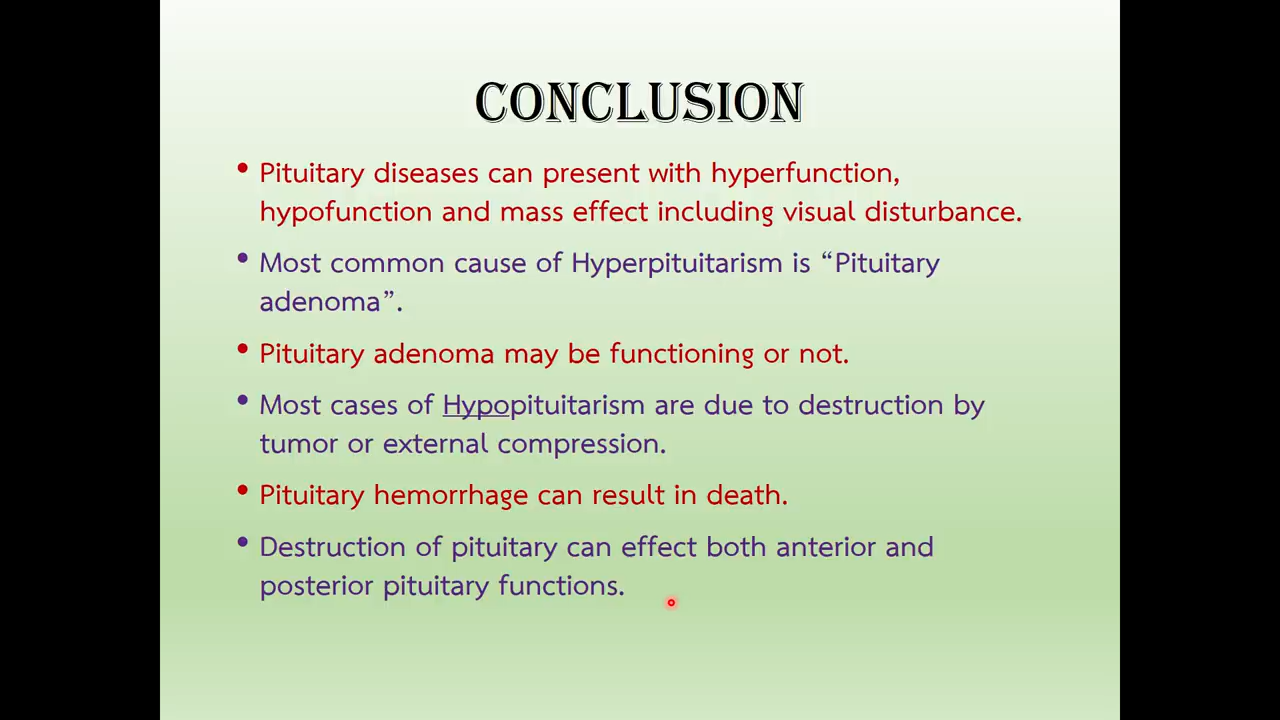 CONCLUSION
• Pituitary diseases can present with hyperfunction,
hypofunction and mass effect including visual disturbance.
• Most common cause of Hyperpituitarism is “Pituitary
adenoma”.
• Pituitary adenoma may be functioning or not.
• Most cases of Hypopituitarism are due to destruction by
tumor or external compression.
• Pituitary hemorrhage can result in death.
• Destruction of pituitary can effect both anterior and
posterior pituitary functions.